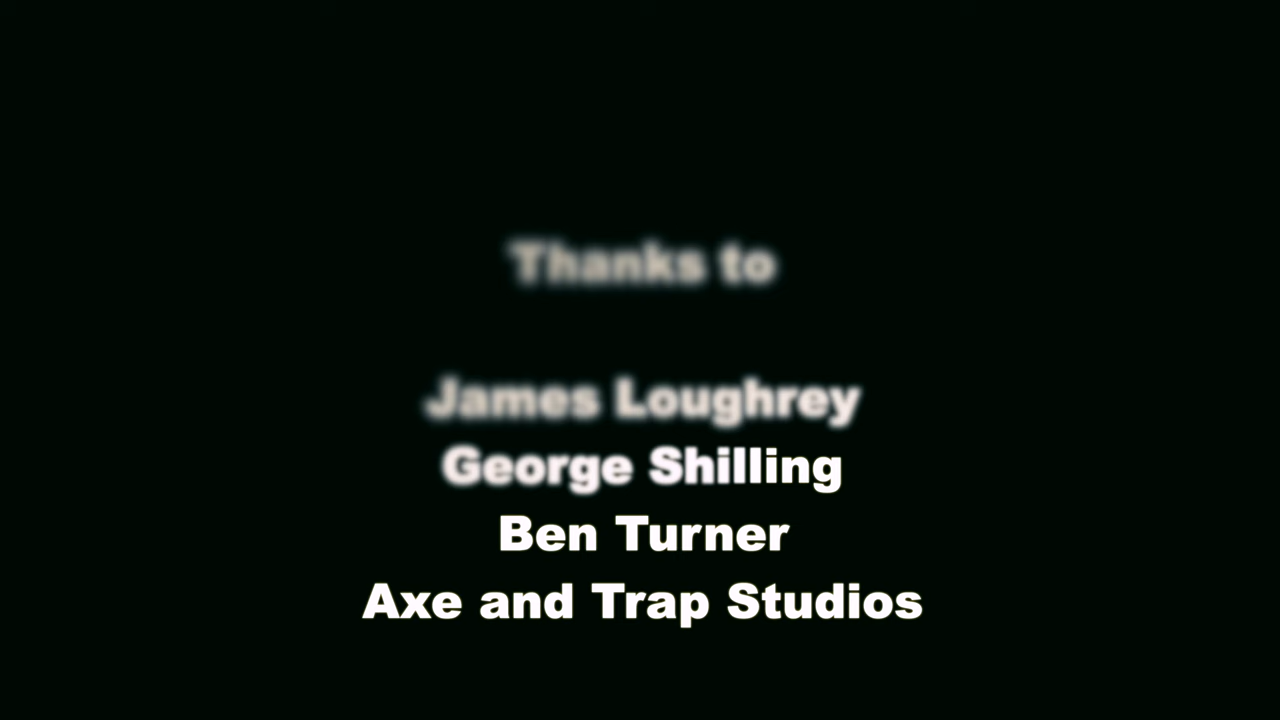 Thanks to
James Loughrey
George Shilling
Ben Turner
Axe and Trap Studios